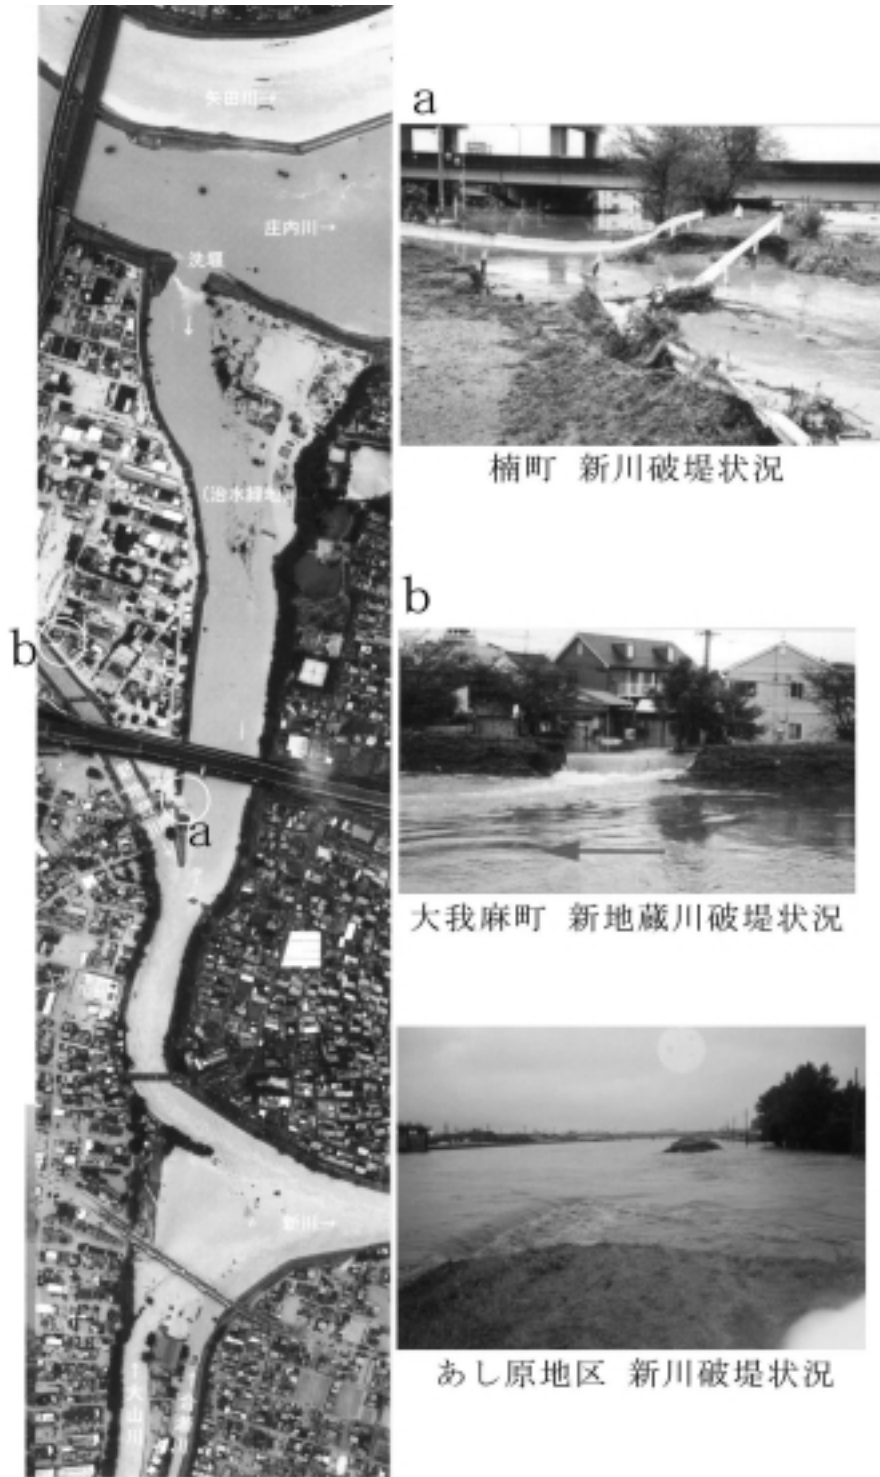 矢田川→
庄内川→
洗堰
(治水緑地)
b
a
新川→
大山川
a
楠町 新川破堤状況
b
大我麻町 新地蔵川破堤状況
あし原地区 新川破堤状況